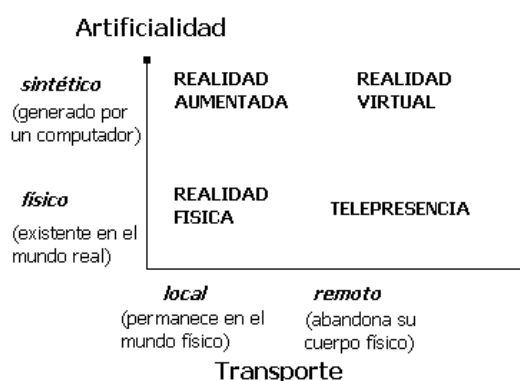 Artificialidad
sintético
(generado por
un computador)
REALIDAD
AUMENTADA
REALIDAD
VIRTUAL
físico
(existente en el
mundo real)
REALIDAD
FISICA
TELEPRESENCIA
local
(permanece en el
mundo físico)
remoto
(abandona su
cuerpo físico)
Transporte